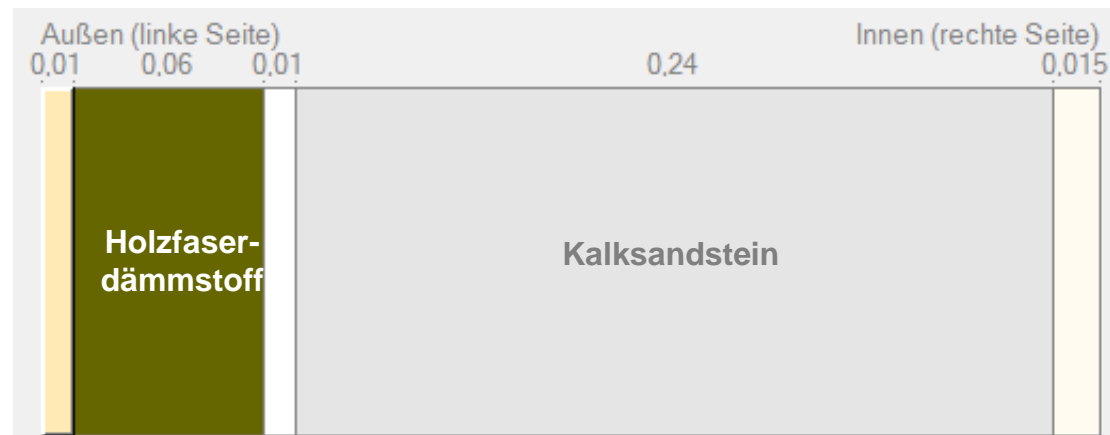 Außen (linke Seite) Innen (rechte Seite)
0,01 0,06 0,01 0,24 0,015
Holzfaser-
dämmstoff
Kalksandstein